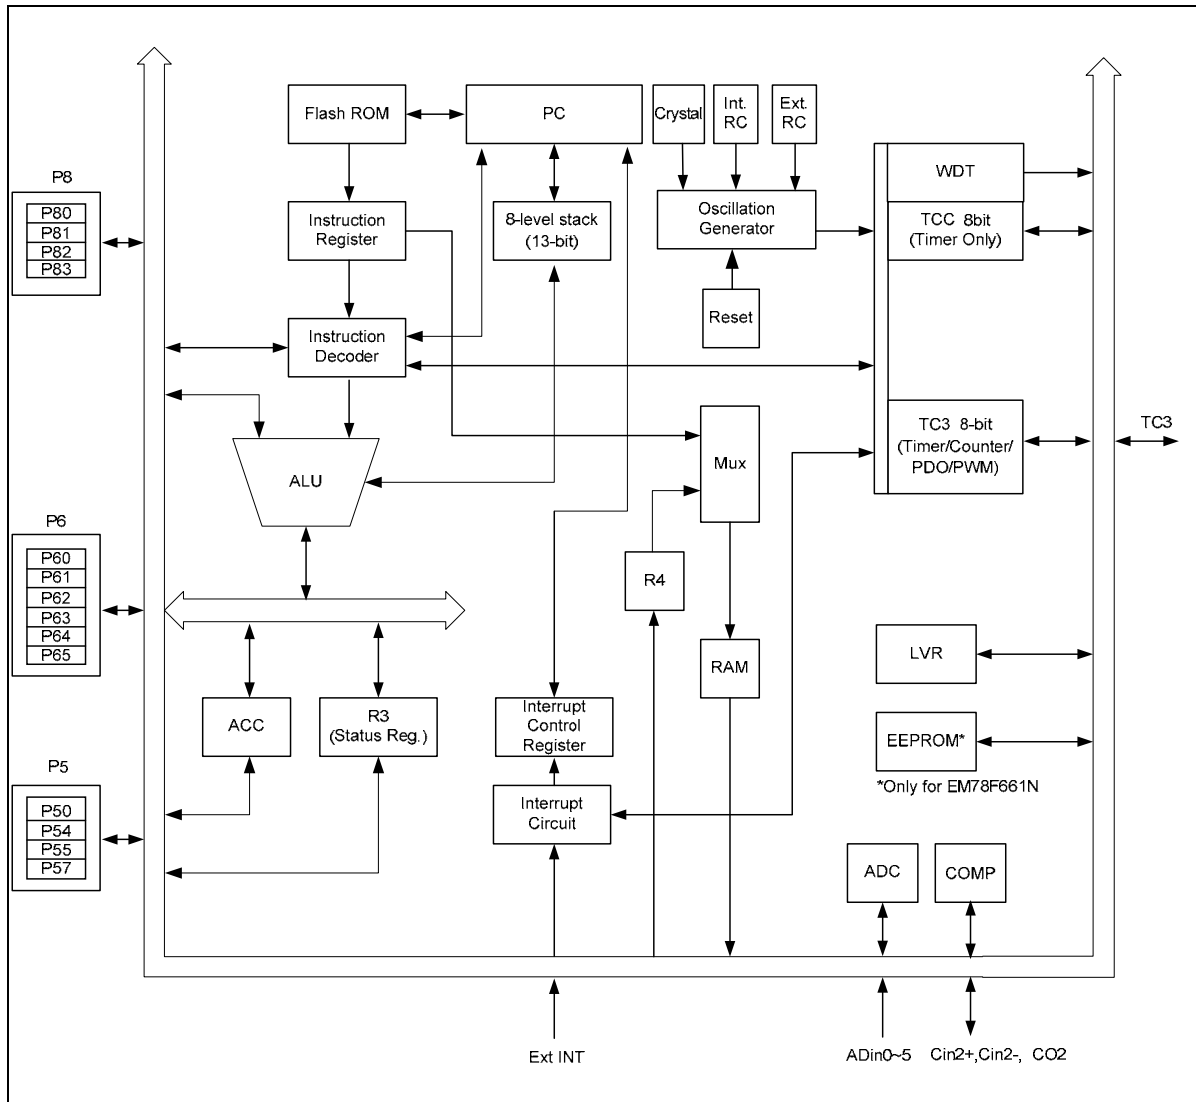 Flash ROM
PC
Crystal
Int.
RC
Ext.
RC
WDT
P8
P80
P81
P82
P83
Instruction
Register
8-level stack
(13-bit)
Oscillation
Generator
TCC 8bit
(Timer Only)
Reset
Instruction
Decoder
TC3 8-bit
(Timer/Counter/
PDO/PWM)
TC3
Mux
ALU
P6
P60
P61
P62
P63
P64
P65
R4
RAM
LVR
ACC
R3
(Status Reg.)
Interrupt
Control
Register
EEPROM*
*Only for EM78F661N
P5
P50
P54
P55
P57
Interrupt
Circuit
ADC
COMP
Ext INT
ADin0~5
Cin2+,Cin2-, CO2